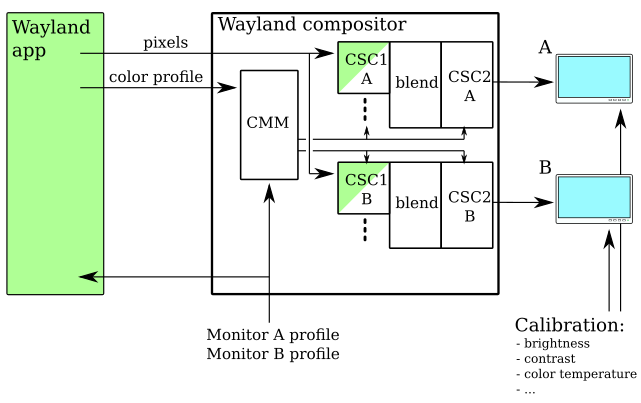 Wayland
app
Wayland compositor
pixels
color profile
CMM
CSC1
A
blend
CSC2
A
A
CSC1
B
blend
CSC2
B
B
Monitor A profile
Monitor B profile
Calibration:
- brightness
- contrast
- color temperature
- ...